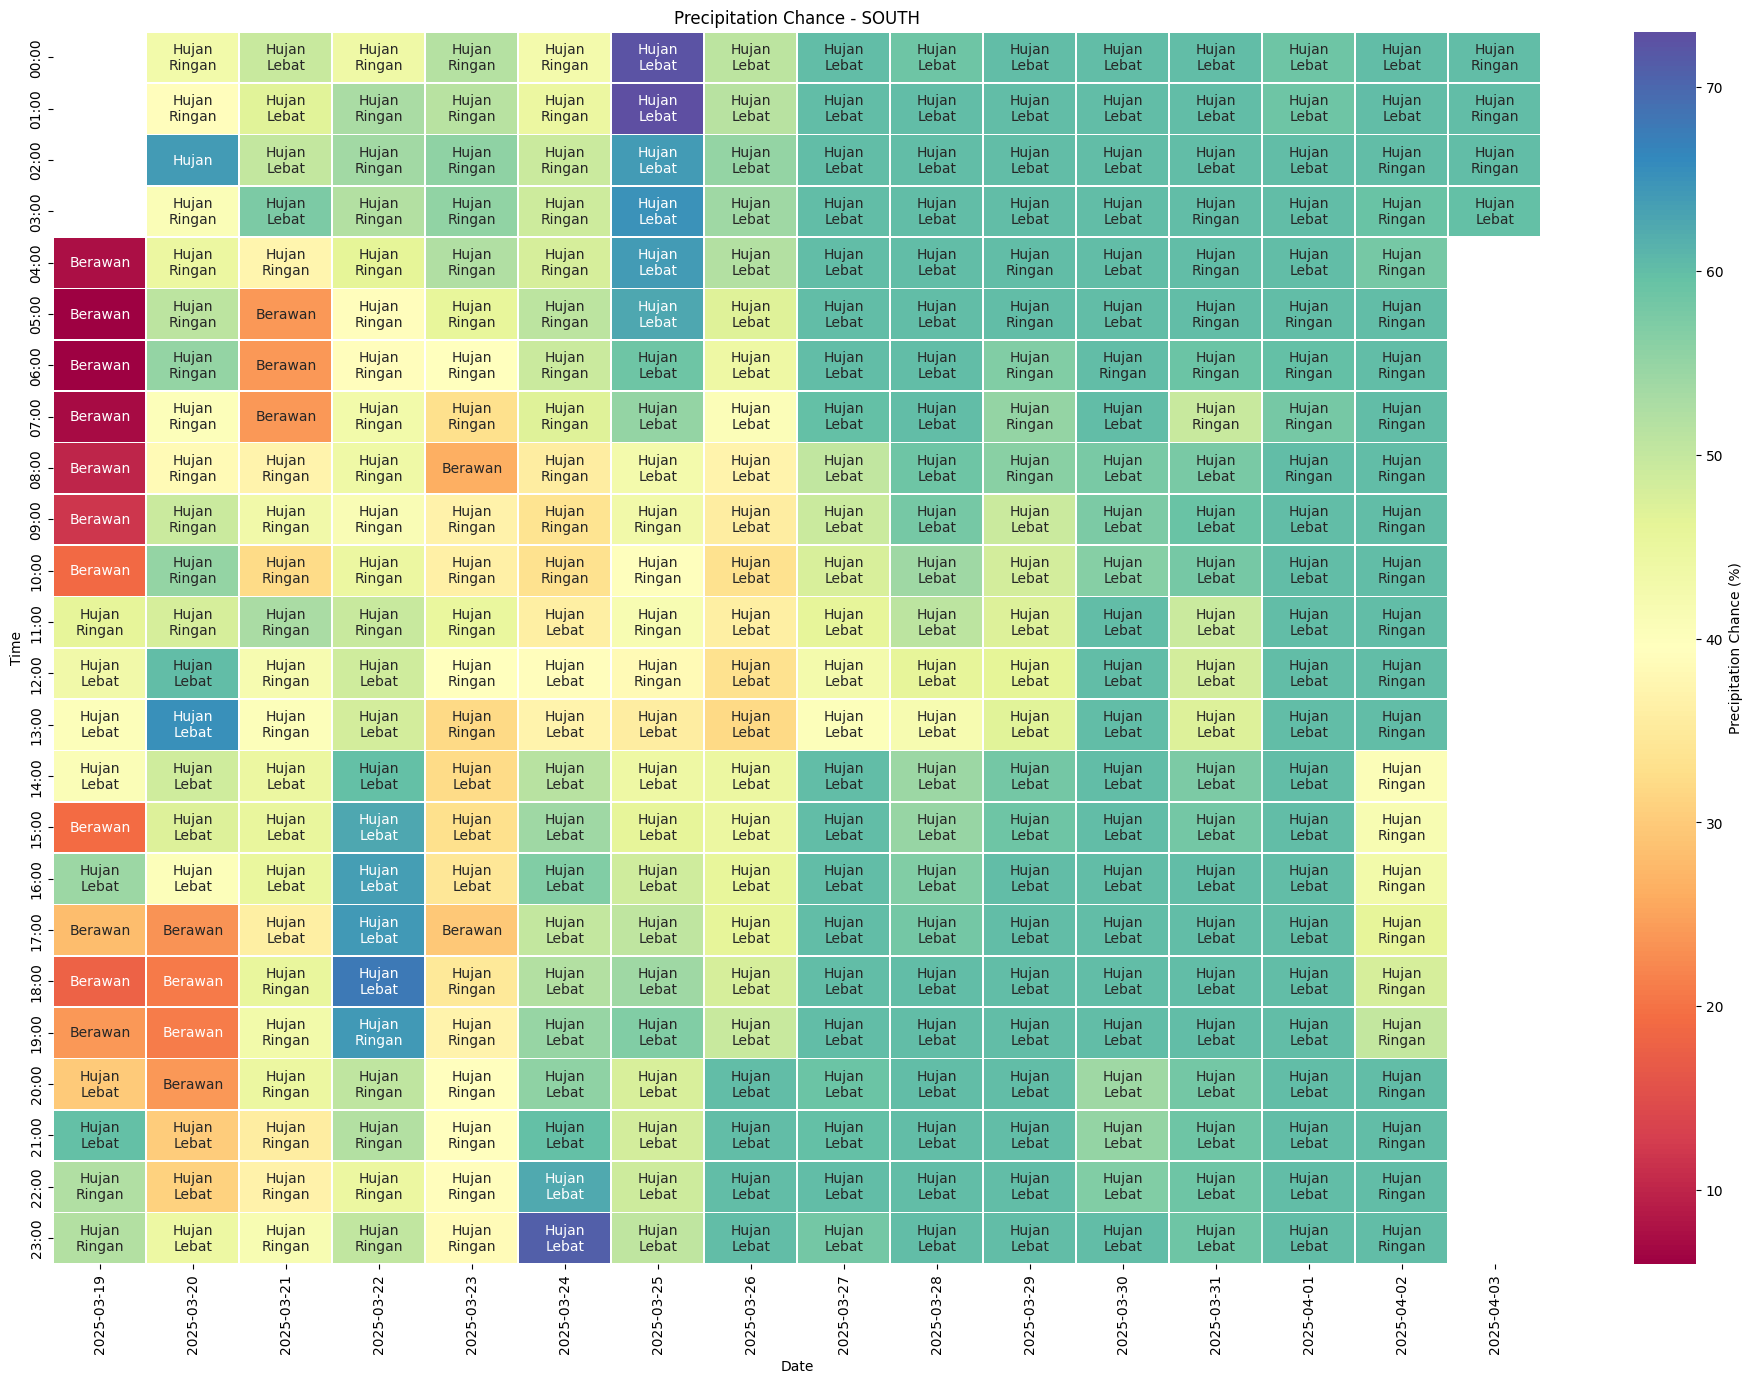 Precipitation Chance - SOUTH
00:00 Hujan Ringan Hujan Lebat Hujan Ringan Hujan Ringan Hujan Ringan Hujan Lebat Hujan Lebat Hujan Lebat Hujan Lebat Hujan Lebat Hujan Lebat Hujan Lebat Hujan Lebat Hujan Lebat Hujan Ringan
01:00 Hujan Ringan Hujan Lebat Hujan Ringan Hujan Ringan Hujan Ringan Hujan Lebat Hujan Lebat Hujan Lebat Hujan Lebat Hujan Lebat Hujan Lebat Hujan Lebat Hujan Lebat Hujan Lebat Hujan Ringan
02:00 Hujan Hujan Lebat Hujan Ringan Hujan Ringan Hujan Ringan Hujan Lebat Hujan Lebat Hujan Lebat Hujan Lebat Hujan Lebat Hujan Lebat Hujan Lebat Hujan Lebat Hujan Ringan Hujan Ringan
03:00 Hujan Ringan Hujan Lebat Hujan Ringan Hujan Ringan Hujan Ringan Hujan Lebat Hujan Lebat Hujan Lebat Hujan Lebat Hujan Lebat Hujan Lebat Hujan Ringan Hujan Lebat Hujan Ringan Hujan Lebat
04:00 Berawan Hujan Ringan Hujan Ringan Hujan Ringan Hujan Ringan Hujan Ringan Hujan Lebat Hujan Lebat Hujan Lebat Hujan Lebat Hujan Ringan Hujan Lebat Hujan Ringan Hujan Lebat Hujan Ringan
05:00 Berawan Hujan Ringan Berawan Hujan Ringan Hujan Ringan Hujan Ringan Hujan Lebat Hujan Lebat Hujan Lebat Hujan Lebat Hujan Ringan Hujan Lebat Hujan Ringan Hujan Ringan Hujan Ringan
06:00 Berawan Hujan Ringan Berawan Hujan Ringan Hujan Ringan Hujan Ringan Hujan Lebat Hujan Lebat Hujan Lebat Hujan Lebat Hujan Ringan Hujan Ringan Hujan Ringan Hujan Ringan Hujan Ringan
07:00 Berawan Hujan Ringan Berawan Hujan Ringan Hujan Ringan Hujan Ringan Hujan Lebat Hujan Lebat Hujan Lebat Hujan Lebat Hujan Ringan Hujan Lebat Hujan Ringan Hujan Ringan Hujan Ringan
08:00 Berawan Hujan Ringan Hujan Ringan Hujan Ringan Berawan Hujan Ringan Hujan Lebat Hujan Lebat Hujan Lebat Hujan Lebat Hujan Ringan Hujan Lebat Hujan Lebat Hujan Ringan Hujan Ringan
09:00 Berawan Hujan Ringan Hujan Ringan Hujan Ringan Hujan Ringan Hujan Ringan Hujan Ringan Hujan Lebat Hujan Lebat Hujan Lebat Hujan Lebat Hujan Lebat Hujan Lebat Hujan Lebat Hujan Ringan
10:00 Berawan Hujan Ringan Hujan Ringan Hujan Ringan Hujan Ringan Hujan Ringan Hujan Ringan Hujan Lebat Hujan Lebat Hujan Lebat Hujan Lebat Hujan Lebat Hujan Lebat Hujan Lebat Hujan Ringan
11:00 Hujan Ringan Hujan Ringan Hujan Ringan Hujan Ringan Hujan Ringan Hujan Lebat Hujan Ringan Hujan Lebat Hujan Lebat Hujan Lebat Hujan Lebat Hujan Lebat Hujan Lebat Hujan Lebat Hujan Ringan
12:00 Hujan Lebat Hujan Lebat Hujan Ringan Hujan Lebat Hujan Ringan Hujan Lebat Hujan Ringan Hujan Lebat Hujan Lebat Hujan Lebat Hujan Lebat Hujan Lebat Hujan Lebat Hujan Lebat Hujan Ringan
13:00 Hujan Lebat Hujan Lebat Hujan Ringan Hujan Lebat Hujan Ringan Hujan Lebat Hujan Lebat Hujan Lebat Hujan Lebat Hujan Lebat Hujan Lebat Hujan Lebat Hujan Lebat Hujan Lebat Hujan Ringan
14:00 Hujan Lebat Hujan Lebat Hujan Lebat Hujan Lebat Hujan Lebat Hujan Lebat Hujan Lebat Hujan Lebat Hujan Lebat Hujan Lebat Hujan Lebat Hujan Lebat Hujan Lebat Hujan Lebat Hujan Ringan
15:00 Berawan Hujan Lebat Hujan Lebat Hujan Lebat Hujan Lebat Hujan Lebat Hujan Lebat Hujan Lebat Hujan Lebat Hujan Lebat Hujan Lebat Hujan Lebat Hujan Lebat Hujan Lebat Hujan Ringan
16:00 Hujan Lebat Hujan Lebat Hujan Lebat Hujan Lebat Hujan Lebat Hujan Lebat Hujan Lebat Hujan Lebat Hujan Lebat Hujan Lebat Hujan Lebat Hujan Lebat Hujan Lebat Hujan Lebat Hujan Ringan
17:00 Berawan Berawan Hujan Lebat Hujan Lebat Berawan Hujan Lebat Hujan Lebat Hujan Lebat Hujan Lebat Hujan Lebat Hujan Lebat Hujan Lebat Hujan Lebat Hujan Lebat Hujan Ringan
18:00 Berawan Berawan Hujan Ringan Hujan Lebat Hujan Ringan Hujan Lebat Hujan Lebat Hujan Lebat Hujan Lebat Hujan Lebat Hujan Lebat Hujan Lebat Hujan Lebat Hujan Lebat Hujan Ringan
19:00 Berawan Berawan Hujan Ringan Hujan Ringan Hujan Ringan Hujan Lebat Hujan Lebat Hujan Lebat Hujan Lebat Hujan Lebat Hujan Lebat Hujan Lebat Hujan Lebat Hujan Lebat Hujan Ringan
20:00 Hujan Lebat Berawan Hujan Ringan Hujan Ringan Hujan Ringan Hujan Lebat Hujan Lebat Hujan Lebat Hujan Lebat Hujan Lebat Hujan Lebat Hujan Lebat Hujan Lebat Hujan Lebat Hujan Ringan
21:00 Hujan Lebat Hujan Lebat Hujan Ringan Hujan Ringan Hujan Ringan Hujan Lebat Hujan Lebat Hujan Lebat Hujan Lebat Hujan Lebat Hujan Lebat Hujan Lebat Hujan Lebat Hujan Lebat Hujan Ringan
22:00 Hujan Ringan Hujan Lebat Hujan Ringan Hujan Ringan Hujan Ringan Hujan Lebat Hujan Lebat Hujan Lebat Hujan Lebat Hujan Lebat Hujan Lebat Hujan Lebat Hujan Lebat Hujan Lebat Hujan Ringan
23:00 Hujan Ringan Hujan Lebat Hujan Ringan Hujan Ringan Hujan Ringan Hujan Lebat Hujan Lebat Hujan Lebat Hujan Lebat Hujan Lebat Hujan Lebat Hujan Lebat Hujan Lebat Hujan Lebat Hujan Ringan
Time
2025-03-19 2025-03-20 2025-03-21 2025-03-22 2025-03-23 2025-03-24 2025-03-25 2025-03-26 2025-03-27 2025-03-28 2025-03-29 2025-03-30 2025-03-31 2025-04-01 2025-04-02 2025-04-03
Date
70
60
50
40
30
20
10
Precipitation Chance (%)